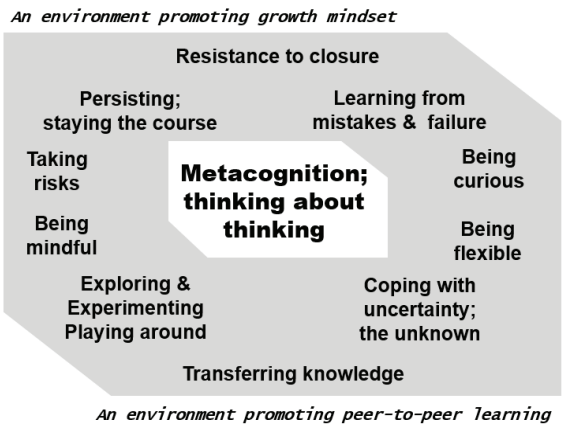 An environment promoting growth mindset
Resistance to closure
Persisting;
staying the course
Learning from
mistakes & failure
Taking
risks
Metacognition;
thinking about
thinking
Being
curious
Being
mindful
Being
flexible
Exploring &
Experimenting
Playing around
Coping with
uncertainty;
the unknown
Transferring knowledge
An environment promoting peer-to-peer learning